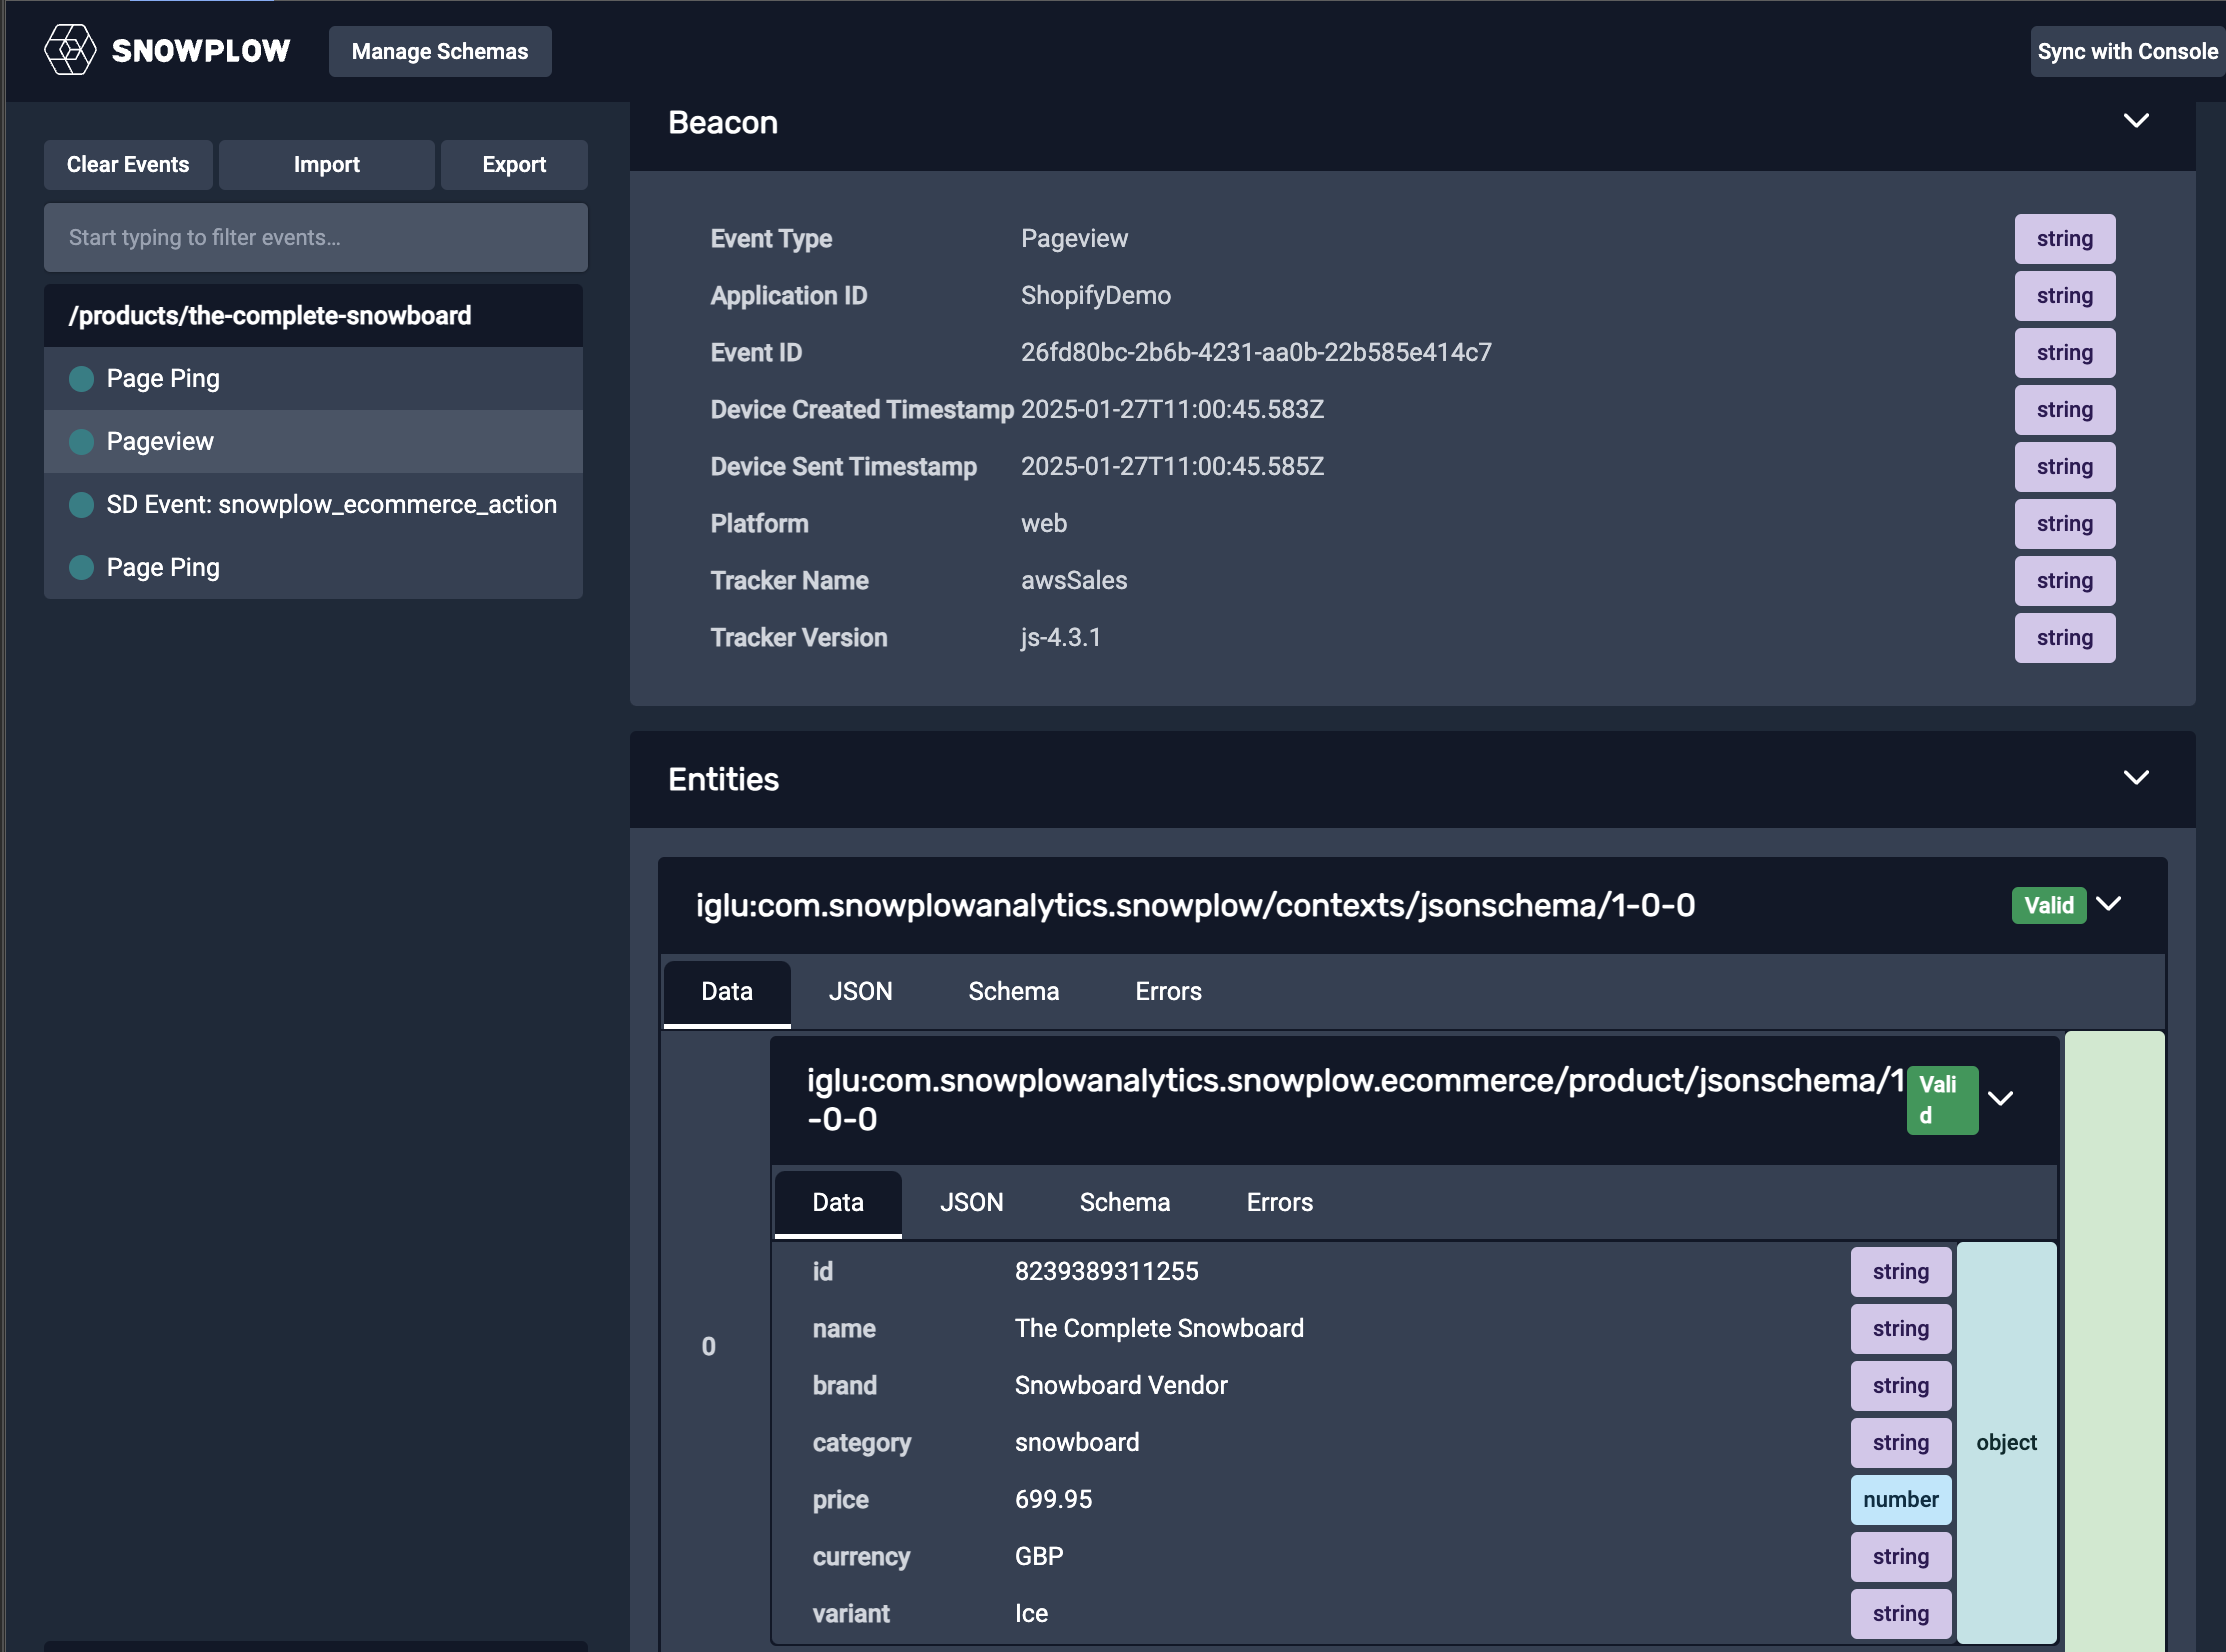 SNOWPLOW
Manage Schemas
Sync with Console
Clear Events
Import
Export
Start typing to filter events...
/products/the-complete-snowboard
Page Ping
Pageview
SD Event: snowplow_ecommerce_action
Page Ping
Beacon
Event Type Pageview string
Application ID ShopifyDemo string
Event ID 26fd80bc-2b6b-4231-aa0b-22b585e414c7 string
Device Created Timestamp 2025-01-27T11:00:45.583Z string
Device Sent Timestamp 2025-01-27T11:00:45.585Z string
Platform web string
Tracker Name awsSales string
Tracker Version js-4.3.1 string
Entities
iglu:com.snowplowanalytics.snowplow/contexts/jsonschema/1-0-0 Valid
Data JSON Schema Errors
0
iglu:com.snowplowanalytics.snowplow.ecommerce/product/jsonschema/1
-0-0
Vali
d
Data JSON Schema Errors
id 8239389311255 string
name The Complete Snowboard string
brand Snowboard Vendor string
category snowboard string
object
price 699.95 number
currency GBP string
variant Ice string